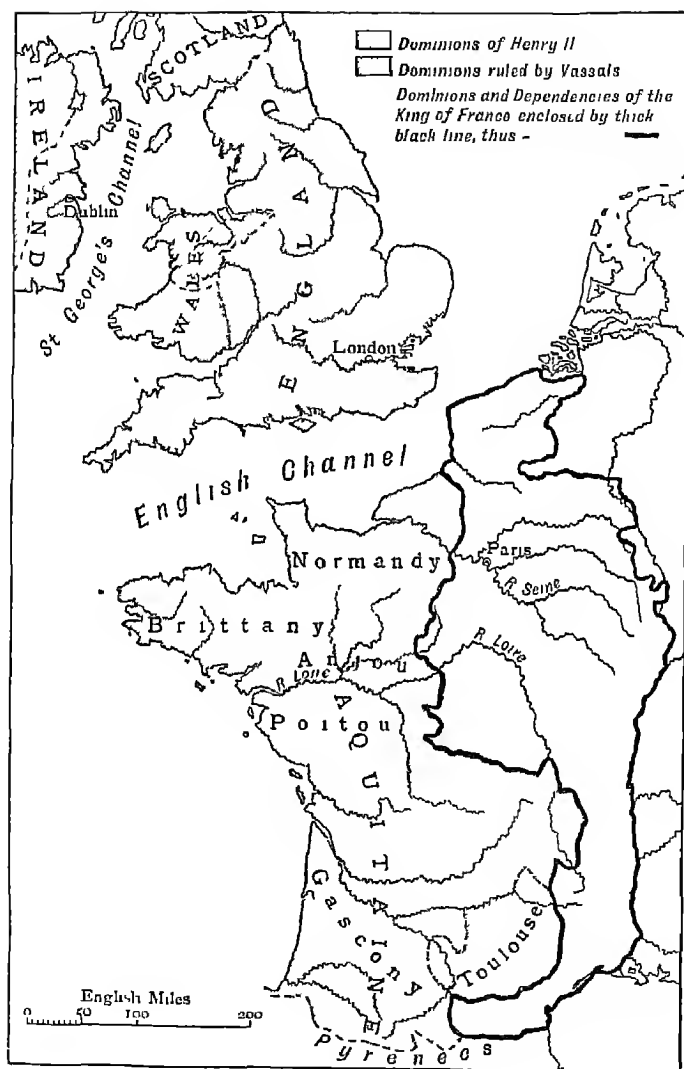 Dominions of Henry II
Dominions ruled by Vassals
Dominions and Dependencies of the
King of France enclosed by thick
black line, thus -
SCOTLAND
IRELAND
Dublin
St George's Channel
WALES
ENGLAND
London
English Channel
Normandy
Paris
R Seine
Brittany
Anjou
R Loire
R Loire
Poitou
AQUITAINE
Gascony
Toulouse
English Miles
0 50 100 200
Pyrenees